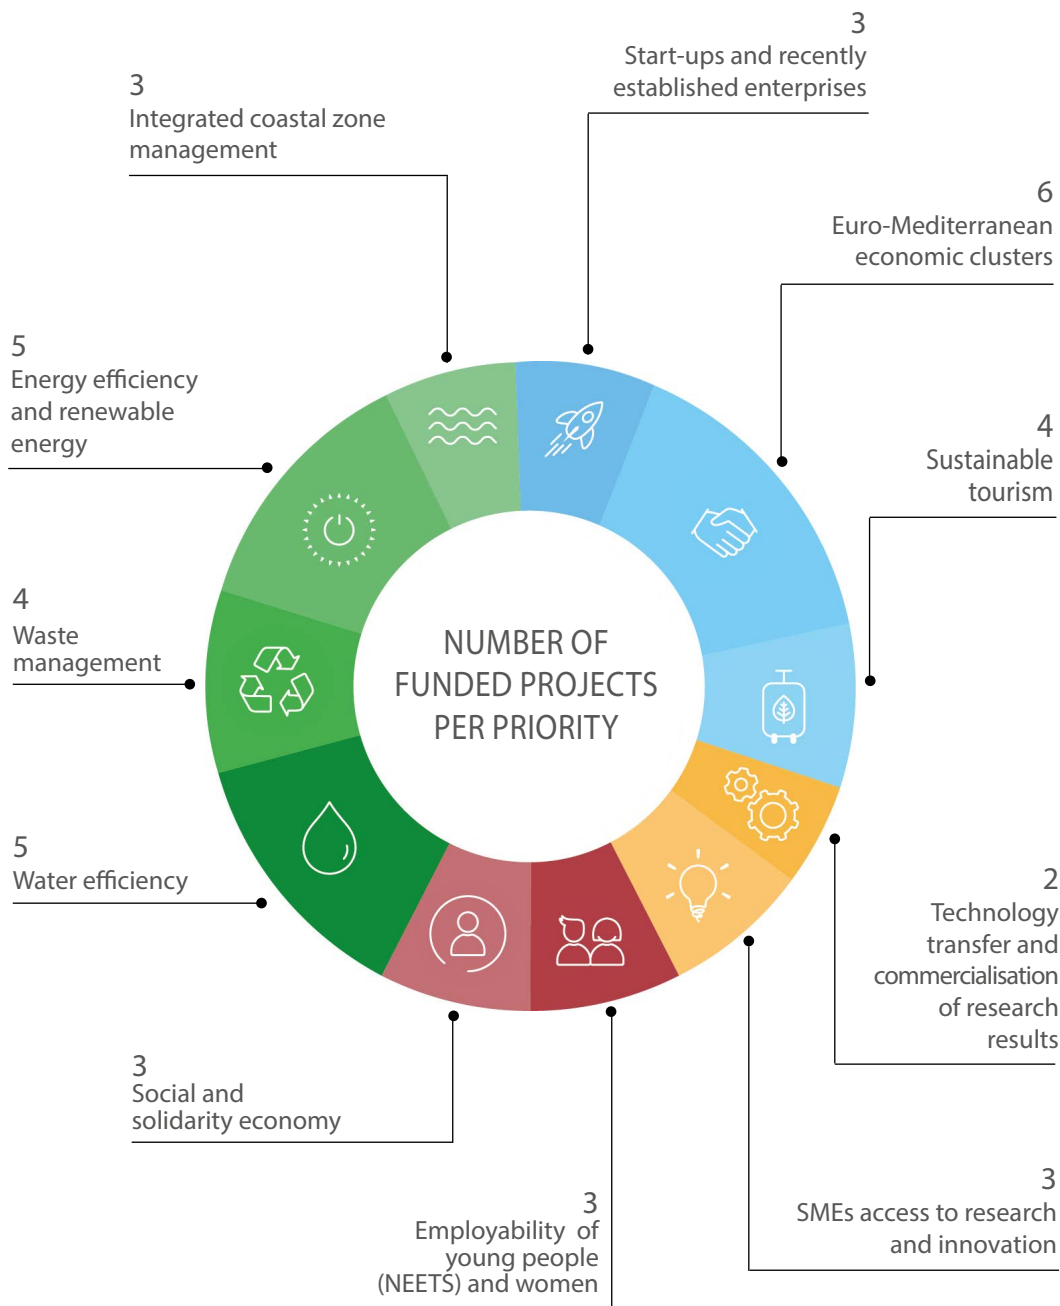 3
Start-ups and recently
established enterprises
3
Integrated coastal zone
management
6
Euro-Mediterranean
economic clusters
5
Energy efficiency
and renewable
energy
4
Sustainable
tourism
4
Waste
management
NUMBER OF
FUNDED PROJECTS
PER PRIORITY
5
Water efficiency
2
Technology
transfer and
commercialisation
of research
results
3
Social and
solidarity economy
3
SMEs access to research
and innovation
3
Employability of
young people
(NEETS) and women